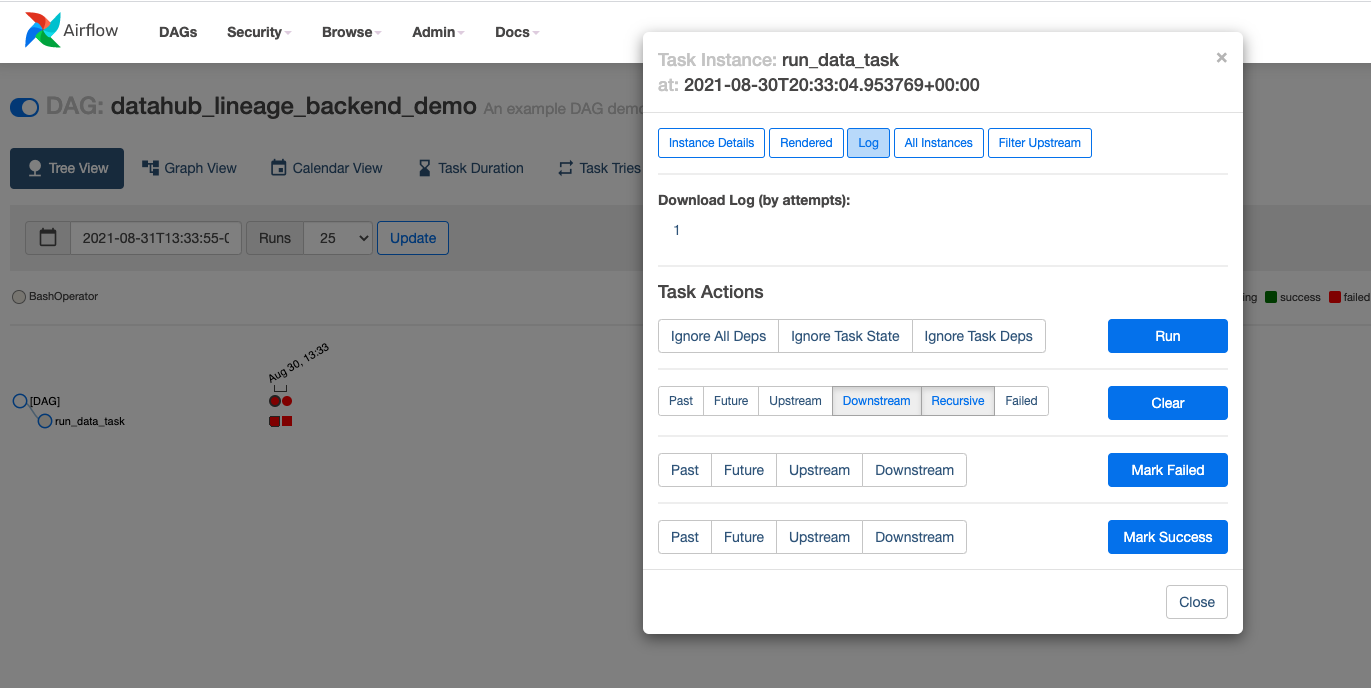 Airflow DAGs Security Browse Admin Docs
DAG: datahub_lineage_backend_demo An example DAG demo
Tree View Graph View Calendar View Task Duration Task Tries
2021-08-31T13:33:55-0 Runs 25 Update
BashOperator
ing success failed
Aug 30, 13:33
[DAG]
run_data_task
Task Instance: run_data_task ×
at: 2021-08-30T20:33:04.953769+00:00
Instance Details Rendered Log All Instances Filter Upstream
Download Log (by attempts):
1
Task Actions
Ignore All Deps Ignore Task State Ignore Task Deps Run
Past Future Upstream Downstream Recursive Failed Clear
Past Future Upstream Downstream Mark Failed
Past Future Upstream Downstream Mark Success
Close